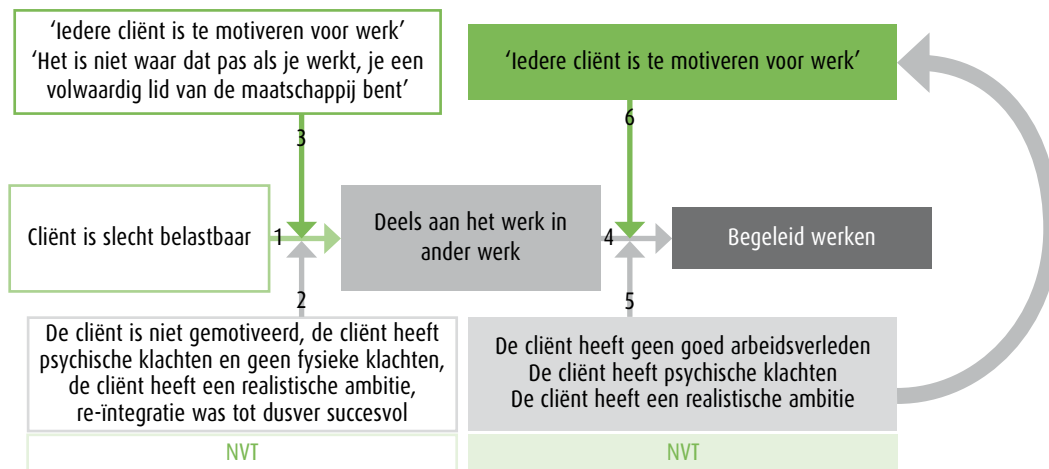 ‘Iedere cliënt is te motiveren voor werk’
‘Het is niet waar dat pas als je werkt, je een
volwaardig lid van de maatschappij bent’
‘Iedere cliënt is te motiveren voor werk’
3
6
Cliënt is slecht belastbaar
1
Deels aan het werk in
ander werk
4
Begeleid werken
2
5
De cliënt is niet gemotiveerd, de cliënt heeft
psychische klachten en geen fysieke klachten,
de cliënt heeft een realistische ambitie,
re-ïntegratie was tot dusver succesvol
De cliënt heeft geen goed arbeidsverleden
De cliënt heeft psychische klachten
De cliënt heeft een realistische ambitie
NVT
NVT